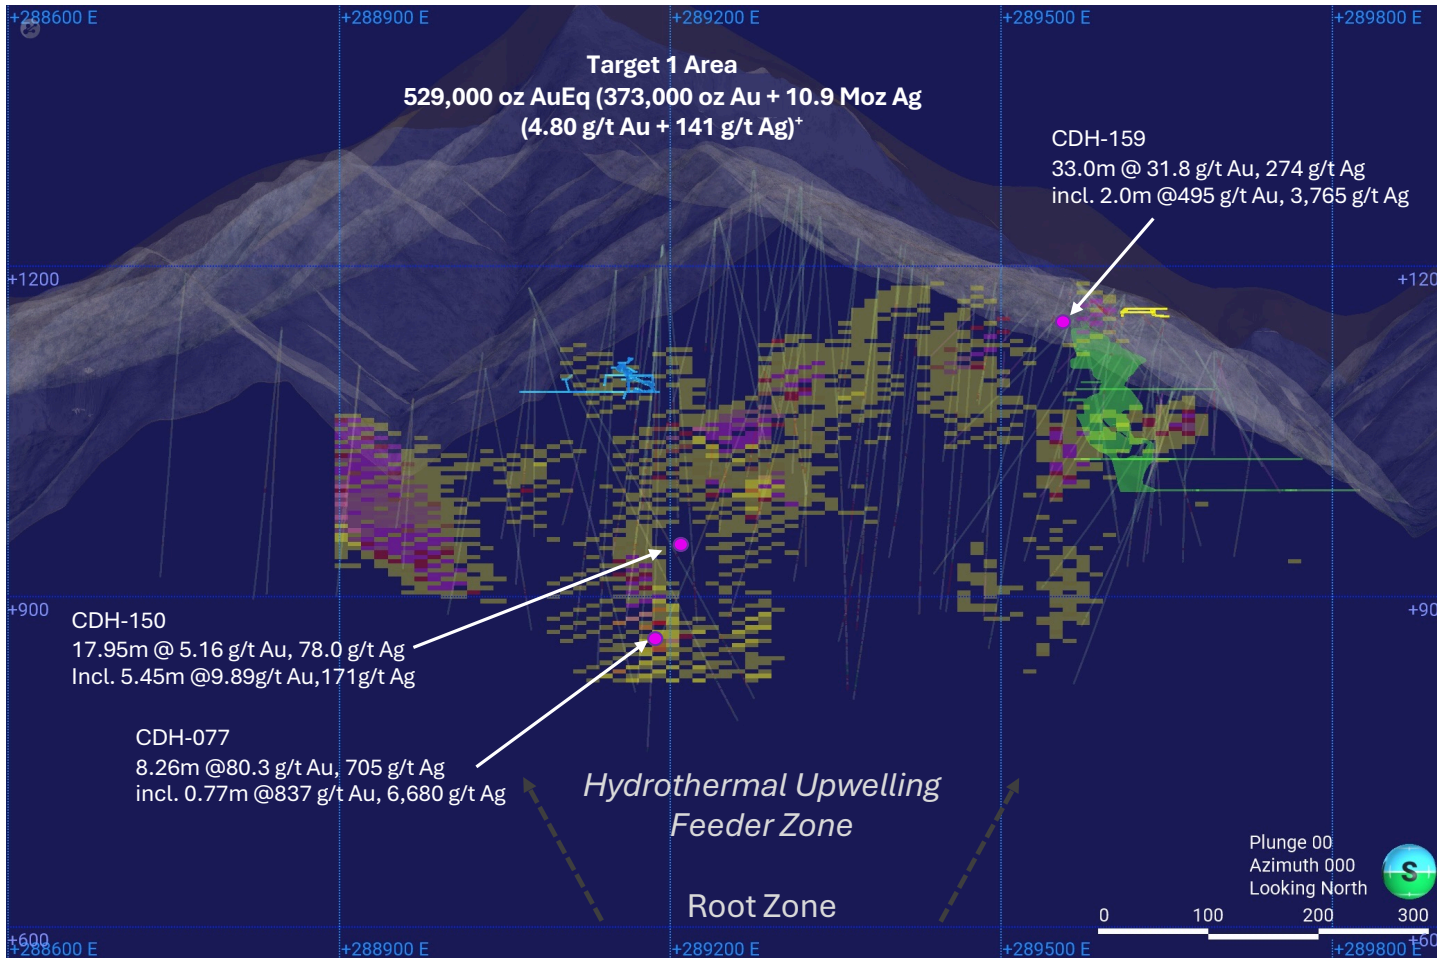 +288600 E
+288900 E
+289200 E
+289500 E
+289800 E
Target 1 Area
529,000 oz AuEq (373,000 oz Au + 10.9 Moz Ag
(4.80 g/t Au + 141 g/t Ag)+
CDH-159
33.0m @ 31.8 g/t Au, 274 g/t Ag
incl. 2.0m @495 g/t Au, 3,765 g/t Ag
+1200
+120
+900
+90
CDH-150
17.95m @ 5.16 g/t Au, 78.0 g/t Ag
Incl. 5.45m @9.89g/t Au,171g/t Ag
CDH-077
8.26m @80.3 g/t Au, 705 g/t Ag
incl. 0.77m @837 g/t Au, 6,680 g/t Ag
Hydrothermal Upwelling
Feeder Zone
Root Zone
Plunge 00
Azimuth 000
Looking North
S
0 100 200 300
+600
+60
+288600 E
+288900 E
+289200 E
+289500 E
+289800 E